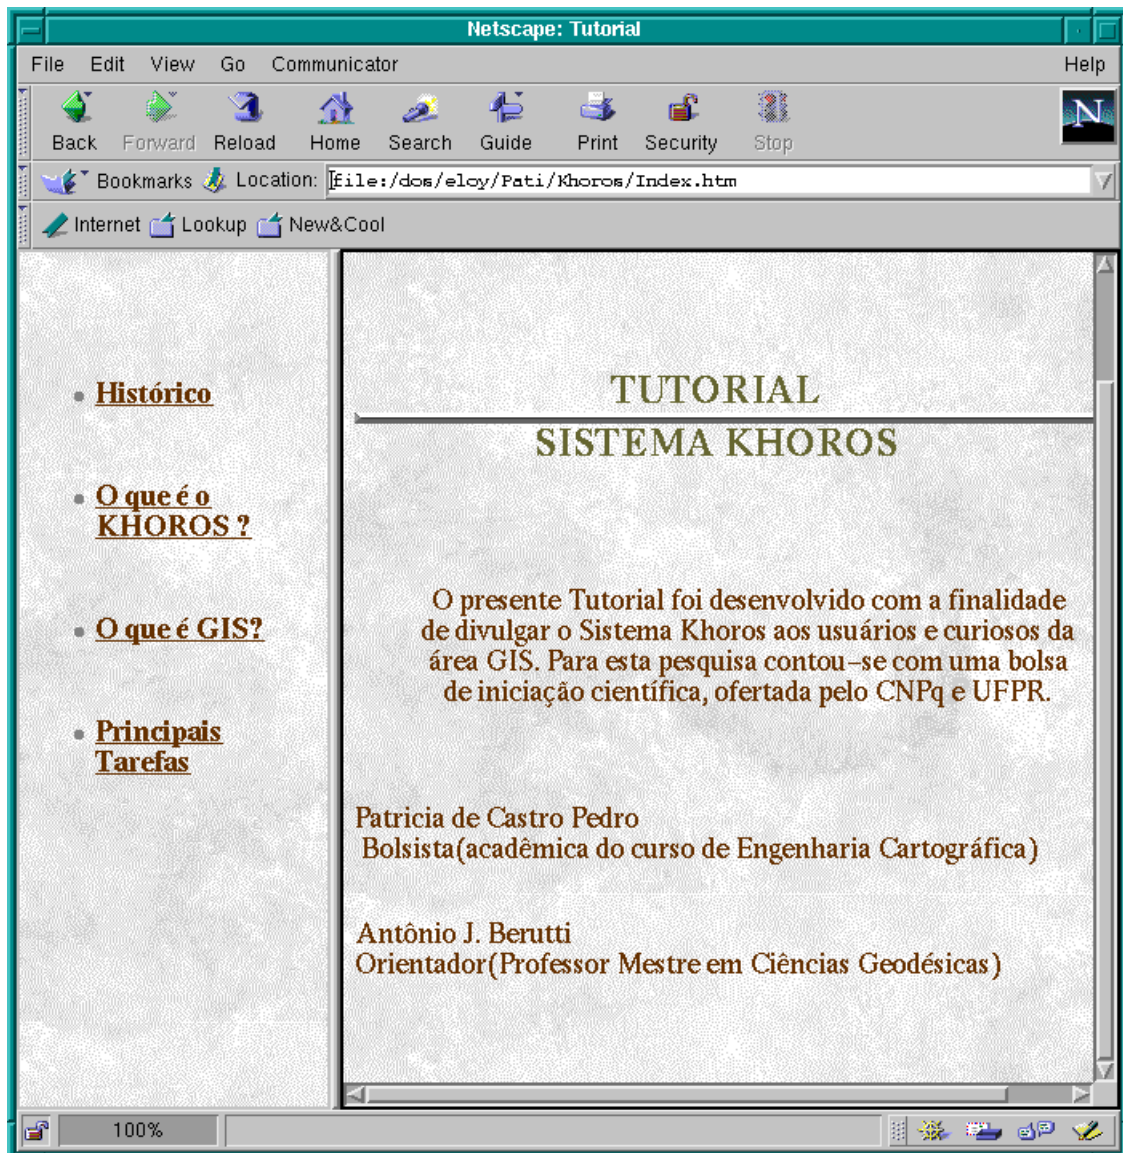 Netscape: Tutorial
File Edit View Go Communicator Help
Back Forward Reload Home Search Guide Print Security Stop
N
Bookmarks Location: file:/dos/eloy/Pati/Khoros/Index.htm
Internet Lookup New&Cool
Histórico
O que é o
KHOROS ?
O que é GIS?
Principais
Tarefas
TUTORIAL
SISTEMA KHOROS
O presente Tutorial foi desenvolvido com a finalidade
de divulgar o Sistema Khoros aos usuários e curiosos da
área GIS. Para esta pesquisa contou-se com uma bolsa
de iniciação científica, ofertada pelo CNPq e UFPR.
Patricia de Castro Pedro
Bolsista(acadêmica do curso de Engenharia Cartográfica)
Antônio J. Berutti
Orientador(Professor Mestre em Ciências Geodésicas)
100%